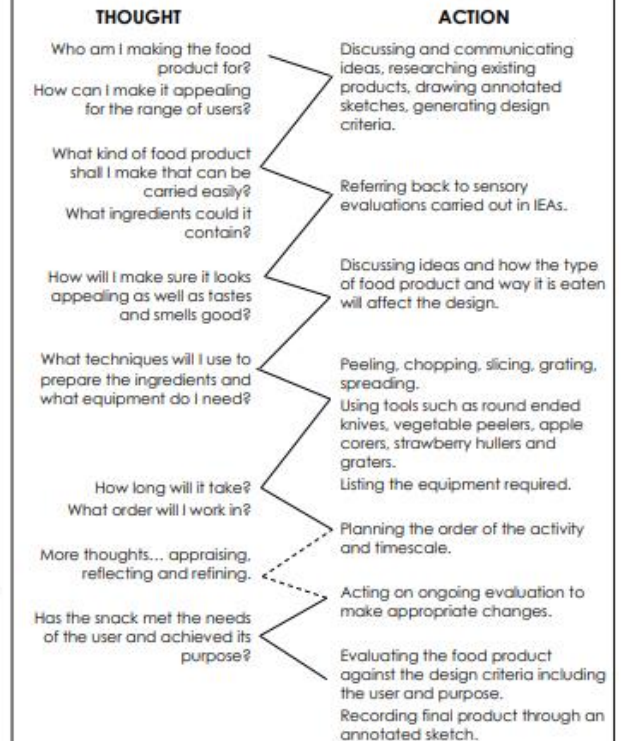 THOUGHT
ACTION
Who am I making the food
product for?
How can I make it appealing
for the range of users?
Discussing and communicating
ideas, researching existing
products, drawing annotated
sketches, generating design
criteria.
What kind of food product
shall I make that can be
carried easily?
What ingredients could it
contain?
Referring back to sensory
evaluations carried out in IEAs.
How will I make sure it looks
appealing as well as tastes
and smells good?
Discussing ideas and how the type
of food product and way it is eaten
will affect the design.
What techniques will I use to
prepare the ingredients and
what equipment do I need?
Peeling, chopping, slicing, grating,
spreading.
Using tools such as round ended
knives, vegetable peelers, apple
corers, strawberry hullers and
graters.
Listing the equipment required.
How long will it take?
What order will I work in?
Planning the order of the activity
and timescale.
More thoughts... appraising,
reflecting and refining.
Acting on ongoing evaluation to
make appropriate changes.
Has the snack met the needs
of the user and achieved its
purpose?
Evaluating the food product
against the design criteria including
the user and purpose.
Recording final product through an
annotated sketch.